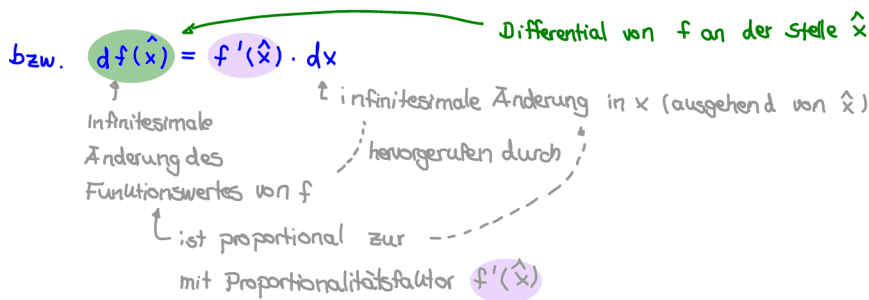 Differential von f an der Stelle x̂
bzw. df(x̂) = f'(x̂) · dx
infinitesimale Änderung in x (ausgehend von x̂)
Infinitesimale
Änderung des
Funktionswertes von f
hervorgerufen durch
ist proportional zur
mit Proportionalitätsfaktor f'(x̂)